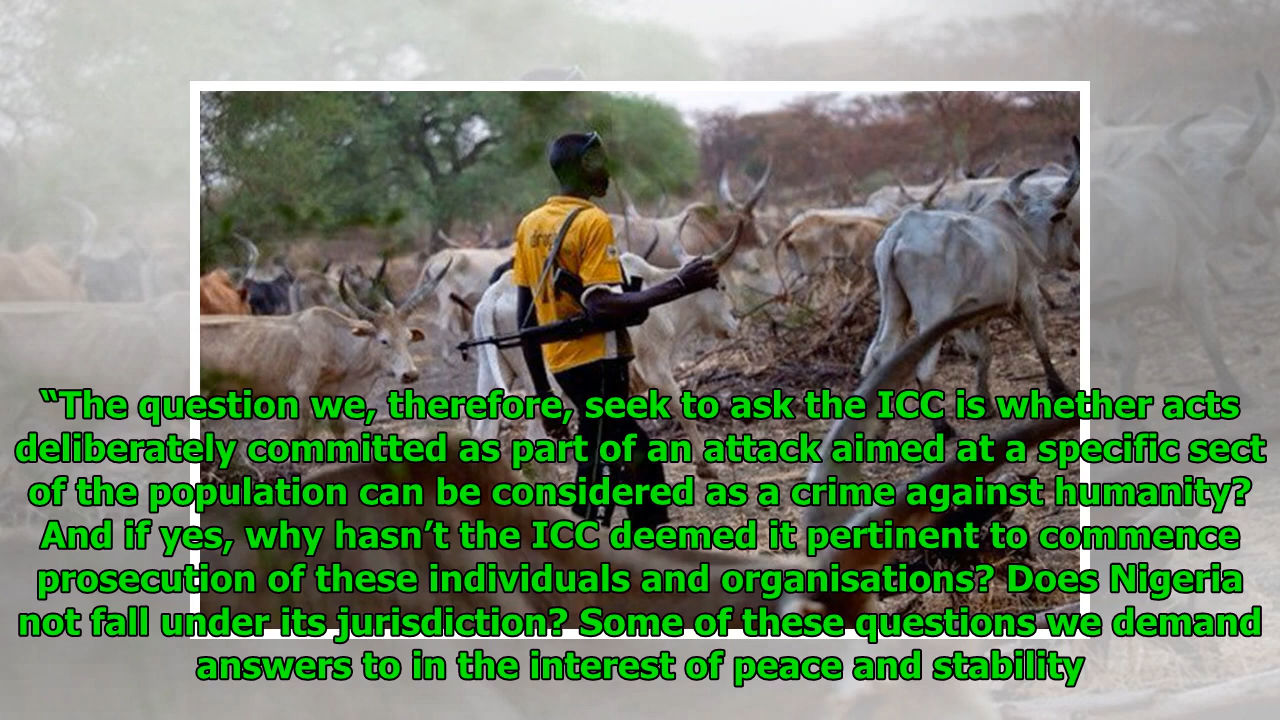 “The question we, therefore, seek to ask the ICC is whether acts
deliberately committed as part of an attack aimed at a specific sect
of the population can be considered as a crime against humanity?
And if yes, why hasn’t the ICC deemed it pertinent to commence
prosecution of these individuals and organisations? Does Nigeria
not fall under its jurisdiction? Some of these questions we demand
answers to in the interest of peace and stability